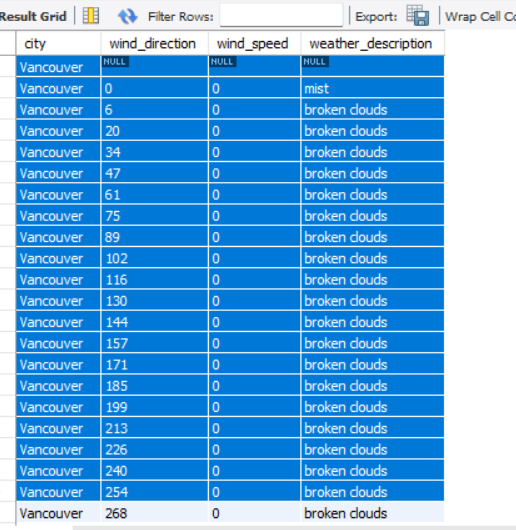 Result Grid Filter Rows: Export: Wrap Cell Co
city wind_direction wind_speed weather_description
Vancouver NULL NULL NULL
Vancouver 0 0 mist
Vancouver 6 0 broken clouds
Vancouver 20 0 broken clouds
Vancouver 34 0 broken clouds
Vancouver 47 0 broken clouds
Vancouver 61 0 broken clouds
Vancouver 75 0 broken clouds
Vancouver 89 0 broken clouds
Vancouver 102 0 broken clouds
Vancouver 116 0 broken clouds
Vancouver 130 0 broken clouds
Vancouver 144 0 broken clouds
Vancouver 157 0 broken clouds
Vancouver 171 0 broken clouds
Vancouver 185 0 broken clouds
Vancouver 199 0 broken clouds
Vancouver 213 0 broken clouds
Vancouver 226 0 broken clouds
Vancouver 240 0 broken clouds
Vancouver 254 0 broken clouds
Vancouver 268 0 broken clouds